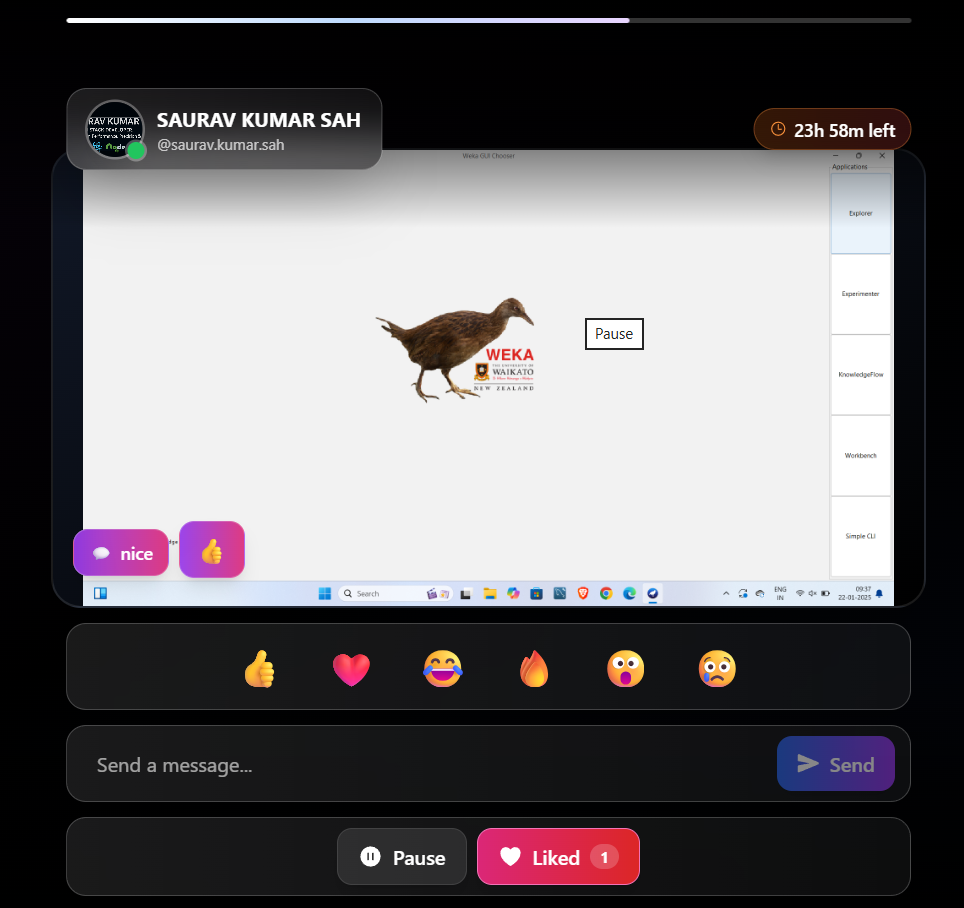 SAURAV KUMAR SAH
@saurav.kumar.sah
RAV KUMAR
STACK DEVELOPER
23h 58m left
Weka GUI Chooser
Applications
Explorer
Experimenter
KnowledgeFlow
Workbench
Simple CLI
Pause
WEKA
THE UNIVERSITY OF
WAIKATO
NEW ZEALAND
nice
Search
ENG
IN
09:37
22-01-2025
Send a message...
Send
Pause
Liked 1